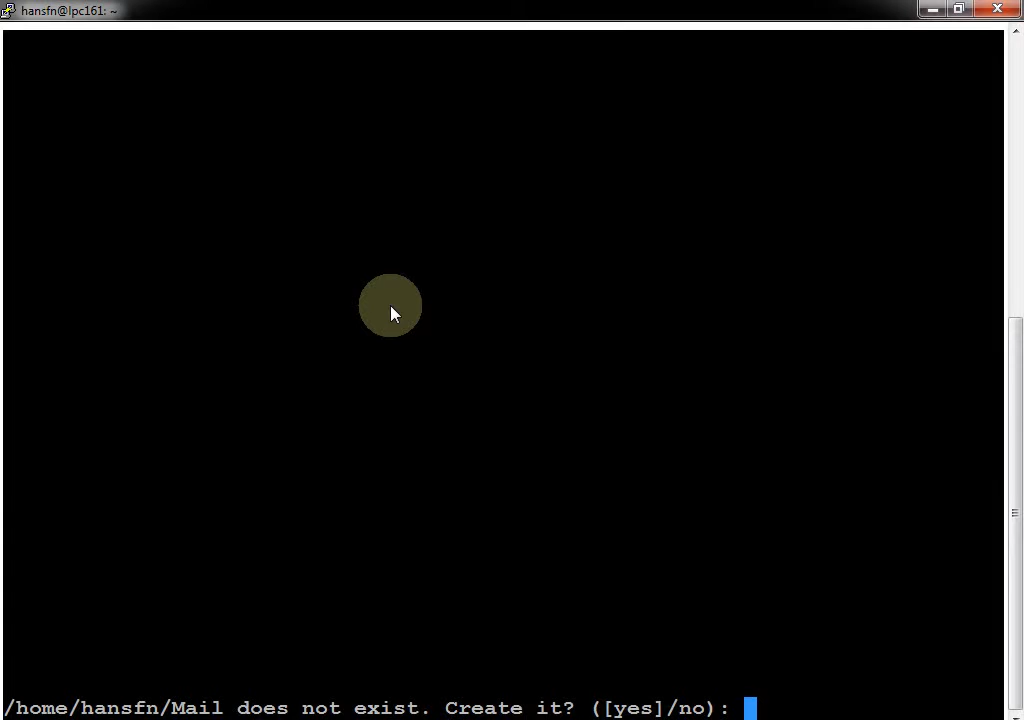 hansfn@lpc161: ~
/home/hansfn/Mail does not exist. Create it? ([yes]/no):